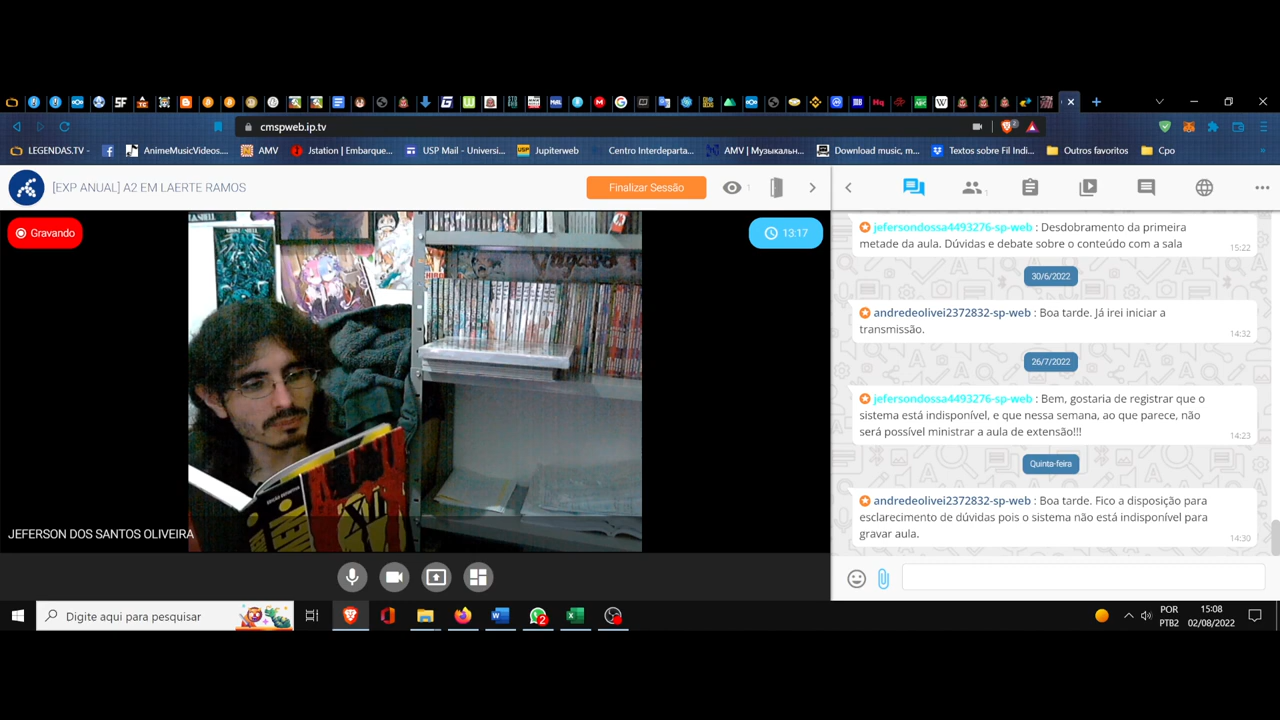 cmspweb.ip.tv
2
LEGENDAS.TV -
AnimeMusicVideos....
AMV
Jstation | Embarque...
USP Mail - Universi...
Jupiterweb
Centro Interdeparta...
AMV | Музыкальн...
Download music, m...
Textos sobre Fil Indi...
Outros favoritos
Cpo
[EXP ANUAL] A2 EM LAERTE RAMOS
Finalizar Sessão
1
1
Gravando
13:17
EDIÇÃO DEFINITIVA
JEFERSON DOS SANTOS OLIVEIRA
jefersondossa4493276-sp-web : Desdobramento da primeira
metade da aula. Dúvidas e debate sobre o conteúdo com a sala
15:22
30/6/2022
andredeolivei2372832-sp-web : Boa tarde. Já irei iniciar a
transmissão.
14:32
26/7/2022
jefersondossa4493276-sp-web : Bem, gostaria de registrar que o
sistema está indisponível, e que nessa semana, ao que parece, não
será possível ministrar a aula de extensão!!!
14:23
Quinta-feira
andredeolivei2372832-sp-web : Boa tarde. Fico a disposição para
esclarecimento de dúvidas pois o sistema não está indisponível para
gravar aula.
14:30
Digite aqui para pesquisar
2
POR
PTB2
15:08
02/08/2022